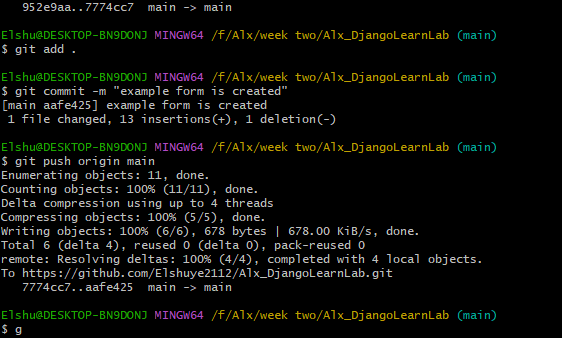 952e9aa..7774cc7  main -> main
Elshu@DESKTOP-BN9DONJ MINGW64 /f/Alx/week two/Alx_DjangoLearnLab (main)
$ git add .
Elshu@DESKTOP-BN9DONJ MINGW64 /f/Alx/week two/Alx_DjangoLearnLab (main)
$ git commit -m "example form is created"
[main aafe425] example form is created
 1 file changed, 13 insertions(+), 1 deletion(-)
Elshu@DESKTOP-BN9DONJ MINGW64 /f/Alx/week two/Alx_DjangoLearnLab (main)
$ git push origin main
Enumerating objects: 11, done.
Counting objects: 100% (11/11), done.
Delta compression using up to 4 threads
Compressing objects: 100% (5/5), done.
Writing objects: 100% (6/6), 678 bytes | 678.00 KiB/s, done.
Total 6 (delta 4), reused 0 (delta 0), pack-reused 0
remote: Resolving deltas: 100% (4/4), completed with 4 local objects.
To https://github.com/Elshuye2112/Alx_DjangoLearnLab.git
   7774cc7..aafe425  main -> main
Elshu@DESKTOP-BN9DONJ MINGW64 /f/Alx/week two/Alx_DjangoLearnLab (main)
$ g